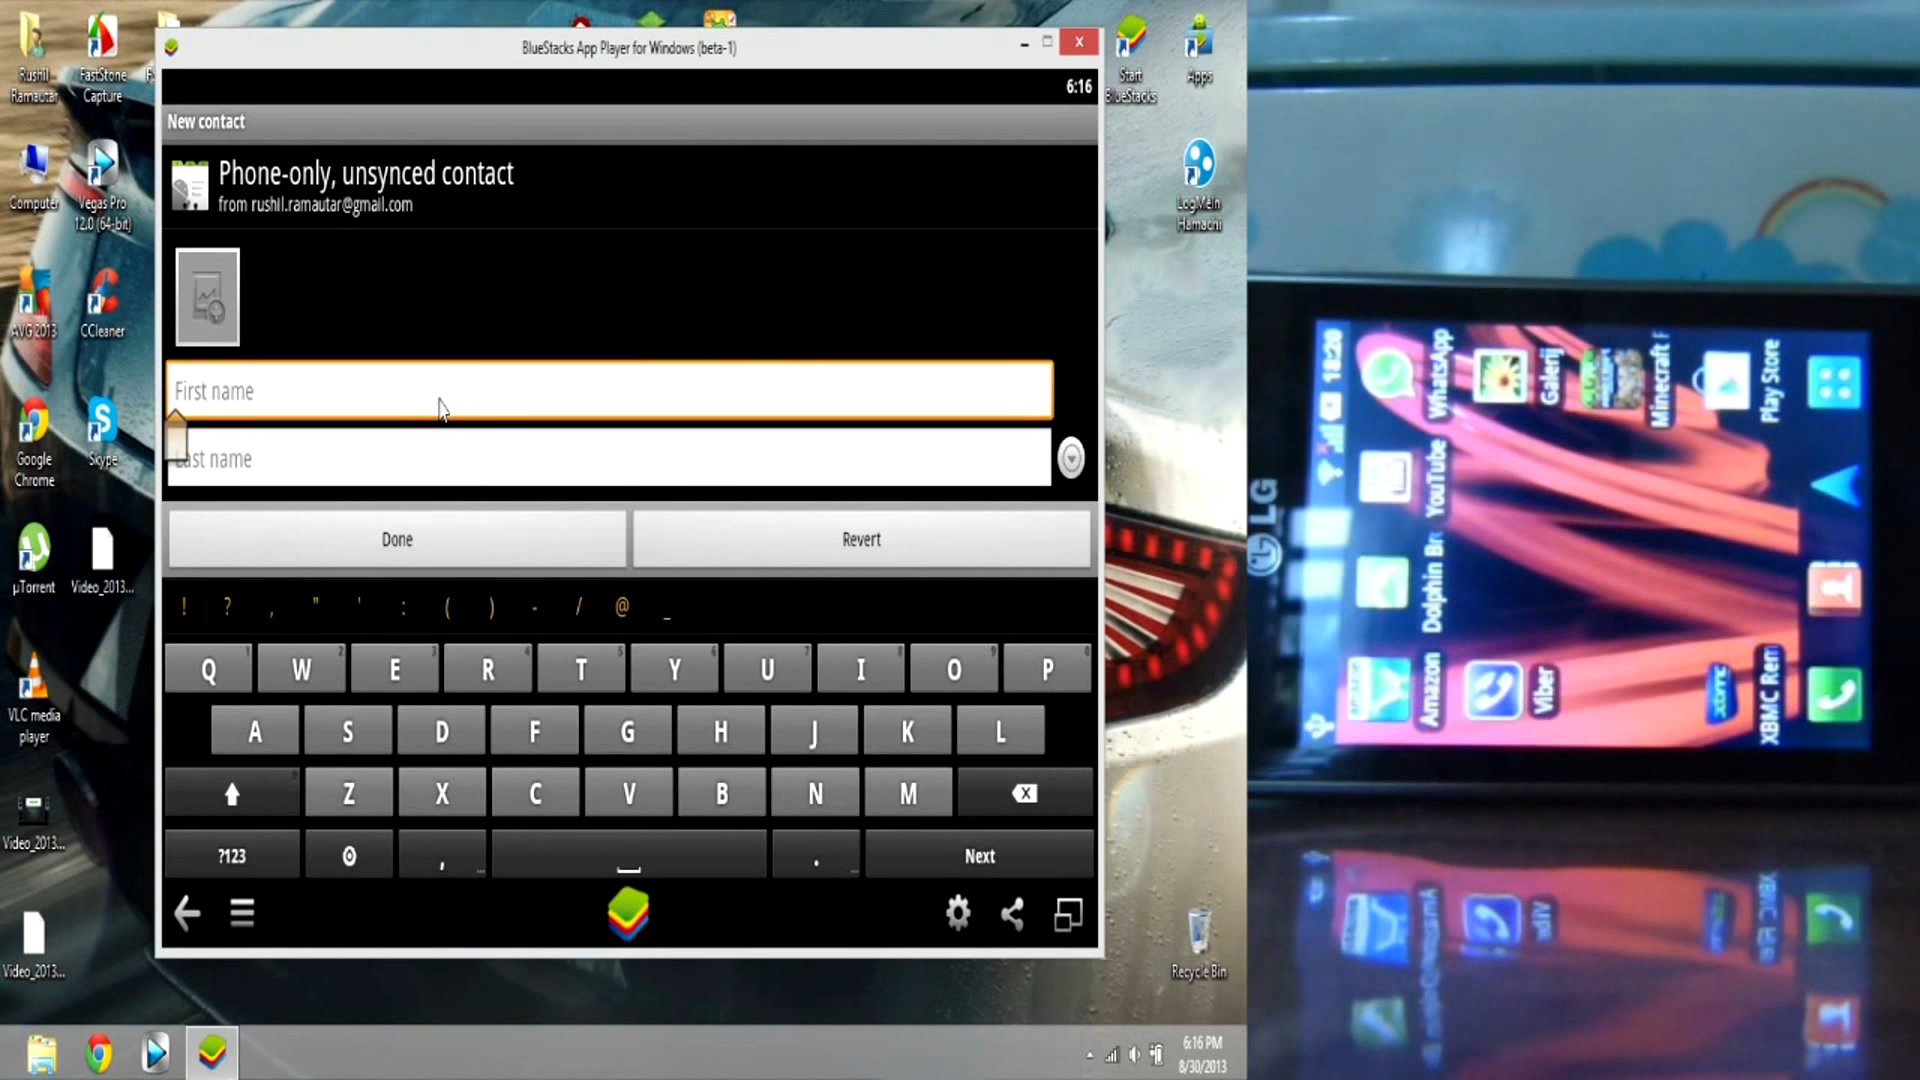 BlueStacks App Player for Windows (beta-1)
6:16
New contact
Phone-only, unsynced contact
from rushil.ramautar@gmail.com
First name
ast name
Done
Revert
! ? , " ' : ( ) - / @ _
Q W E R T Y U I O P
A S D F G H J K L
Z X C V B N M
?123
, ... . ...
Next
Rushil
Ramautar
FastStone
Capture
Computer
Vegas Pro
12.0 (64-bit)
AVG 2013
CCleaner
Google
Chrome
Skype
µTorrent
Video_2013...
VLC media
player
Video_2013...
Video_2013...
Start
BlueStacks
Apps
LogMeIn
Hamachi
Recycle Bin
6:16 PM
8/30/2013
LG
18:20
WhatsApp
Galerij
Minecraft
Play Store
YouTube
Dolphin Br
Amazon
Viber
xbmc
XBMC Rem